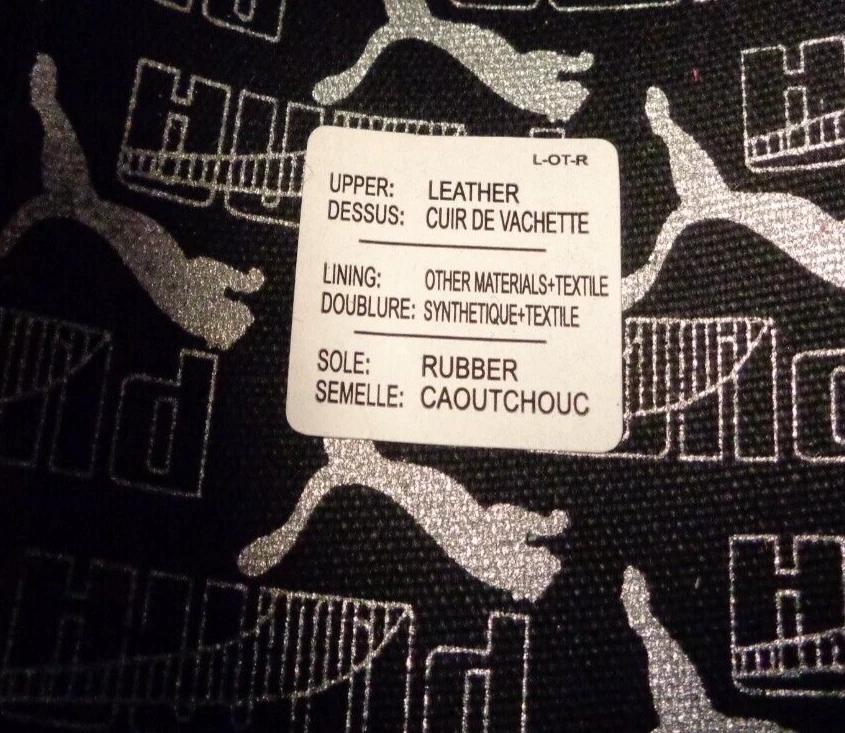 L-OT-R
UPPER: LEATHER
DESSUS: CUIR DE VACHETTE
LINING: OTHER MATERIALS+TEXTILE
DOUBLURE: SYNTHETIQUE+TEXTILE
SOLE: RUBBER
SEMELLE: CAOUTCHOUC